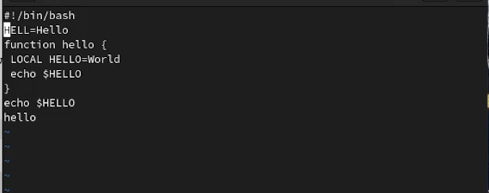 #!/bin/bash
HELL=Hello
function hello {
 LOCAL HELLO=World
 echo $HELLO
}
echo $HELLO
hello
~
~
~
~
~